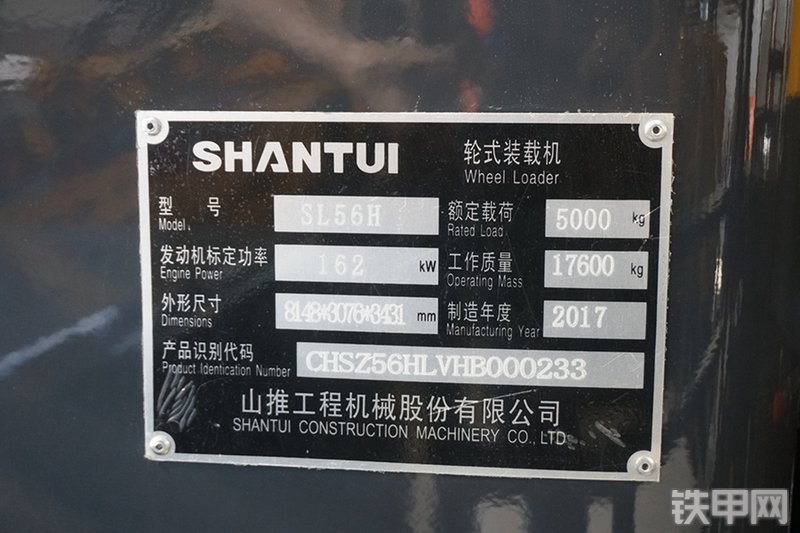 SHANTUI
轮式装载机
Wheel Loader
型 号 SL56H
Model
额定载荷 5000 kg
Rated Load
发动机标定功率 162 kW
Engine Power
工作质量 17600 kg
Operating Mass
外形尺寸 8148*3076*3431 mm
Dimensions
制造年度 2017
Manufacturing Year
产品识别代码 CHSZ56HLVHB000233
Product Identication Number
山推工程机械股份有限公司
SHANTUI CONSTRUCTION MACHINERY CO., LTD.
铁甲网